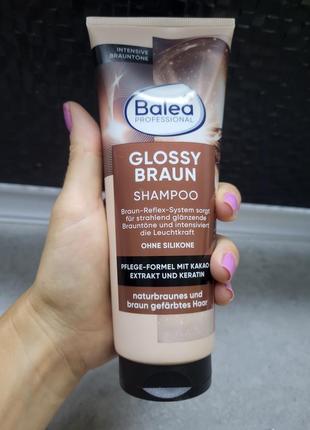 INTENSIVE
BRAUNTÖNE
Balea
PROFESSIONAL
GLOSSY
BRAUN
SHAMPOO
Braun-Reflex-System sorgt
für strahlend glänzende
Brauntöne und intensiviert
die Leuchtkraft
OHNE SILIKONE
PFLEGE-FORMEL MIT KAKAO
EXTRAKT UND KERATIN
naturbraunes und
braun gefärbtes Haar